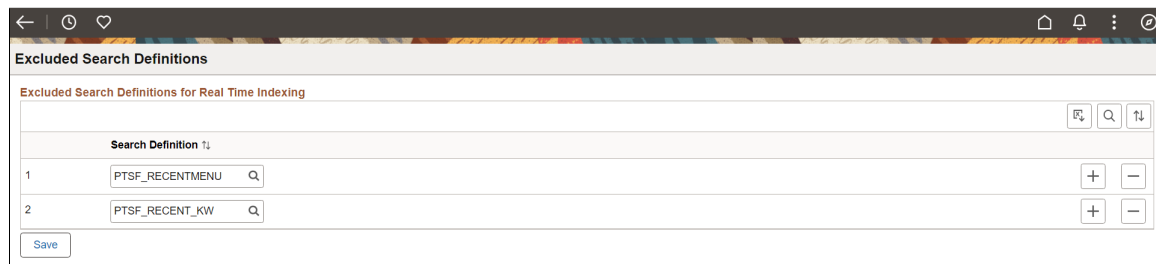 Excluded Search Definitions
Excluded Search Definitions for Real Time Indexing
Search Definition
1 PTSF_RECENTMENU
2 PTSF_RECENT_KW
Save